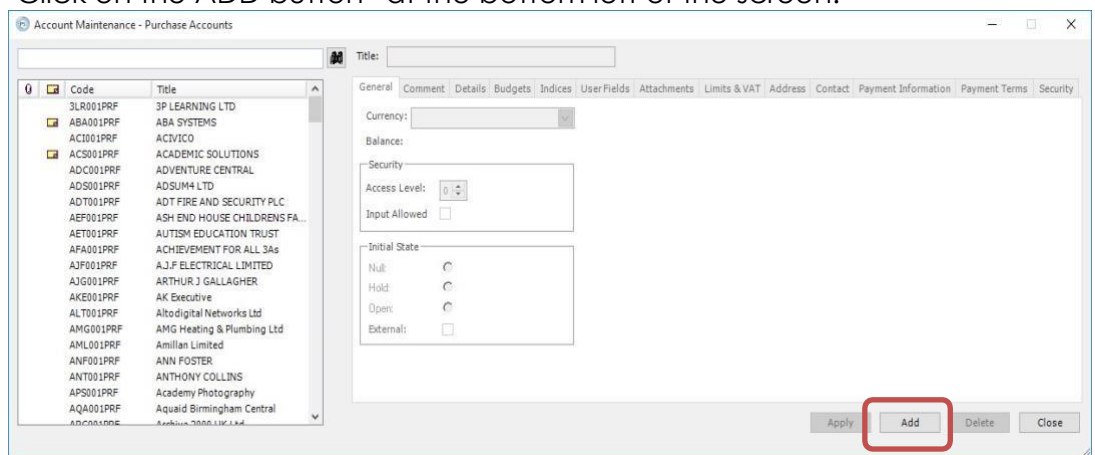 Click on the ADD button at the bottom of the screen.
Account Maintenance - Purchase Accounts
Title:
Code Title
3LR001PRF 3P LEARNING LTD
ABA001PRF ABA SYSTEMS
ACI001PRF ACIVICO
ACS001PRF ACADEMIC SOLUTIONS
ADC001PRF ADVENTURE CENTRAL
ADS001PRF ADSUM4 LTD
ADT001PRF ADT FIRE AND SECURITY PLC
AEF001PRF ASH END HOUSE CHILDRENS FA...
AET001PRF AUTISM EDUCATION TRUST
AFA001PRF ACHIEVEMENT FOR ALL 3As
AJF001PRF A.J.F ELECTRICAL LIMITED
AJG001PRF ARTHUR J GALLAGHER
AKE001PRF AK Executive
ALT001PRF Altodigital Networks Ltd
AMG001PRF AMG Heating & Plumbing Ltd
AML001PRF Amillan Limited
ANF001PRF ANN FOSTER
ANT001PRF ANTHONY COLLINS
APS001PRF Academy Photography
AQA001PRF Aquaid Birmingham Central
General Comment Details Budgets Indices User Fields Attachments Limits & VAT Address Contact Payment Information Payment Terms Security
Currency:
Balance:
Security
Access Level: 0
Input Allowed
Initial State
Null:
Hold:
Open:
External:
Apply Add Delete Close